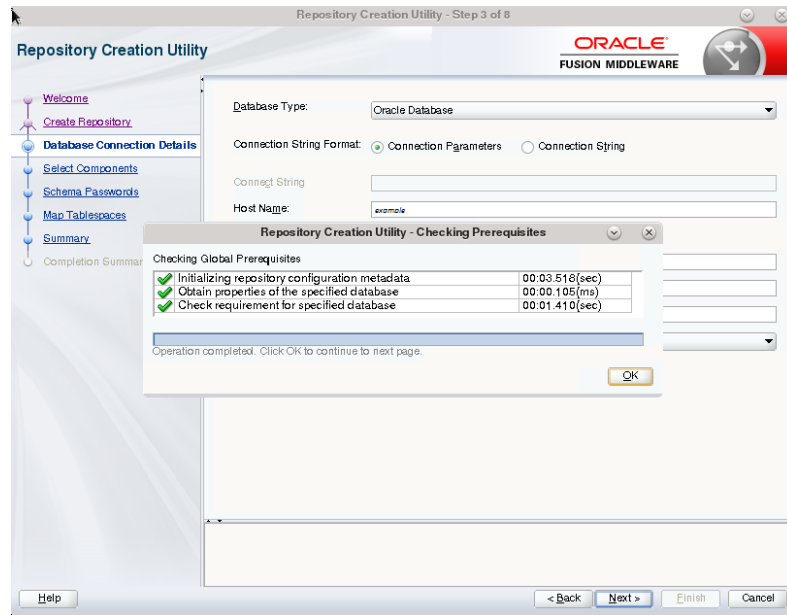 Repository Creation Utility - Step 3 of 8
Repository Creation Utility
ORACLE
FUSION MIDDLEWARE
Welcome
Create Repository
Database Connection Details
Select Components
Schema Passwords
Map Tablespaces
Summary
Completion Summar
Database Type:
Oracle Database
Connection String Format:
Connection Parameters
Connection String
Connect String
Host Name:
example
Repository Creation Utility - Checking Prerequisites
Checking Global Prerequisites
Initializing repository configuration metadata 00:03.518(sec)
Obtain properties of the specified database 00:00.105(ms)
Check requirement for specified database 00:01.410(sec)
Operation completed. Click OK to continue to next page.
OK
Help
< Back
Next >
Finish
Cancel